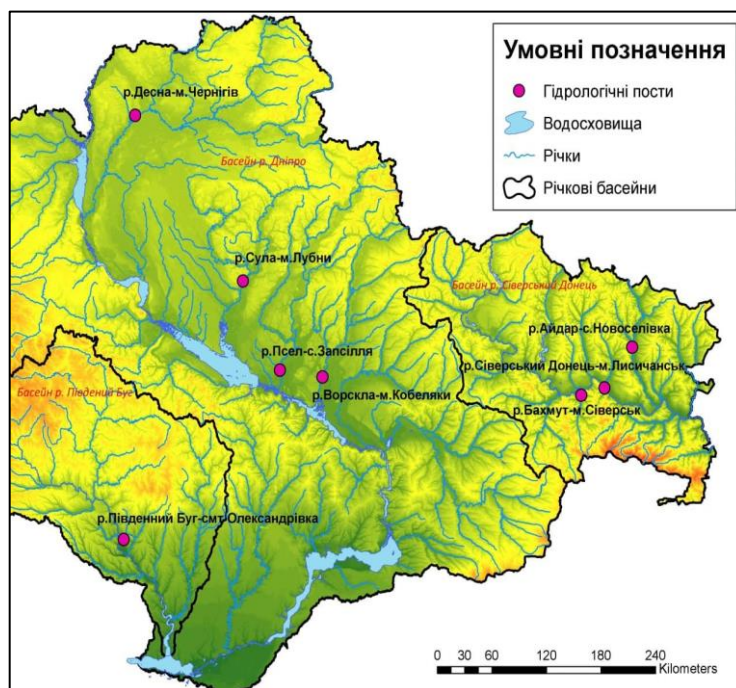 Умовні позначення
Гідрологічні пости
Водосховища
Річки
Річкові басейни
р.Десна-м.Чернігів
Басейн р. Дніпро
р.Сула-м.Лубни
Басейн р. Сіверський Донець
р.Айдар-с.Новоселівка
р.Псел-с.Запсілля
р.Сіверський Донець-м.Лисичанськ
р.Ворскла-м.Кобеляки
р.Бахмут-м.Сіверськ
Басейн р. Південий Буг
р.Південний Буг-смт.Олександрівка
0 15 30 60 120 180 240
Kilometers